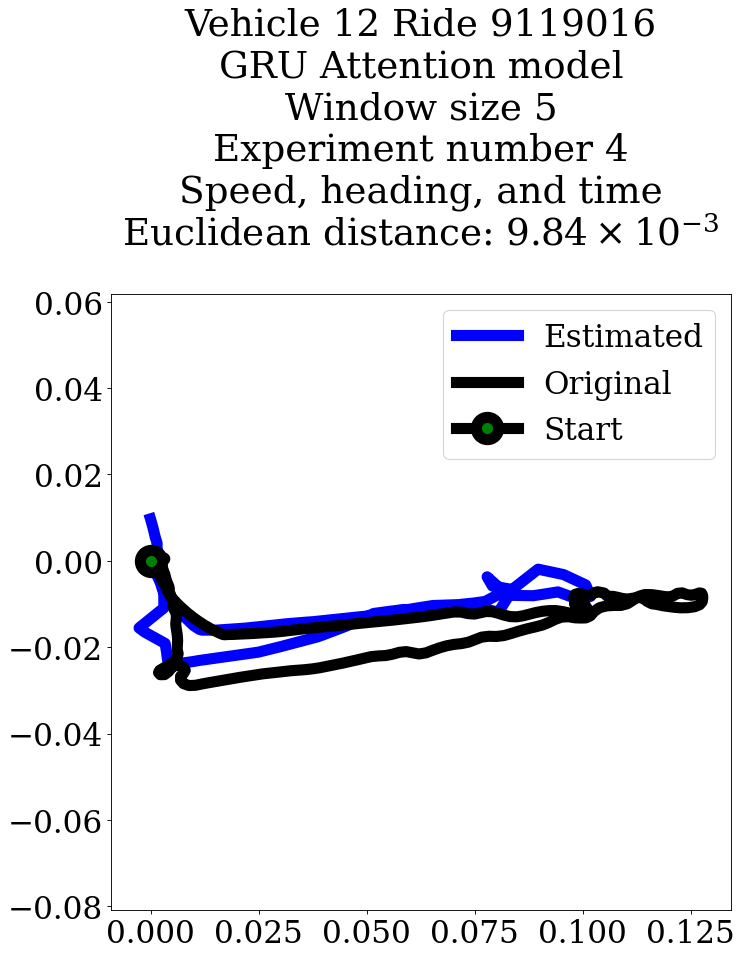 Vehicle 12 Ride 9119016
GRU Attention model
Window size 5
Experiment number 4
Speed, heading, and time
Euclidean distance: 9.84 × 10⁻³
Estimated
Original
Start
0.06
0.04
0.02
0.00
−0.02
−0.04
−0.06
−0.08
0.000 0.025 0.050 0.075 0.100 0.125